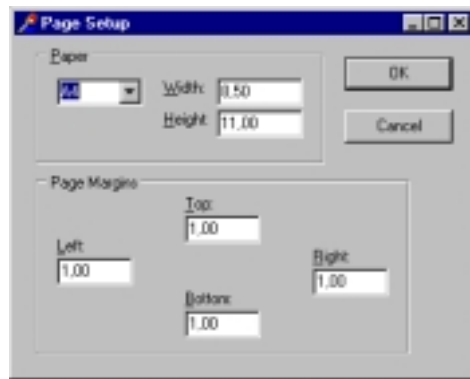 Page Setup
Paper
A4
Width: 8,50
Height: 11,00
OK
Cancel
Page Margins
Top:
1,00
Left:
1,00
Right:
1,00
Bottom:
1,00